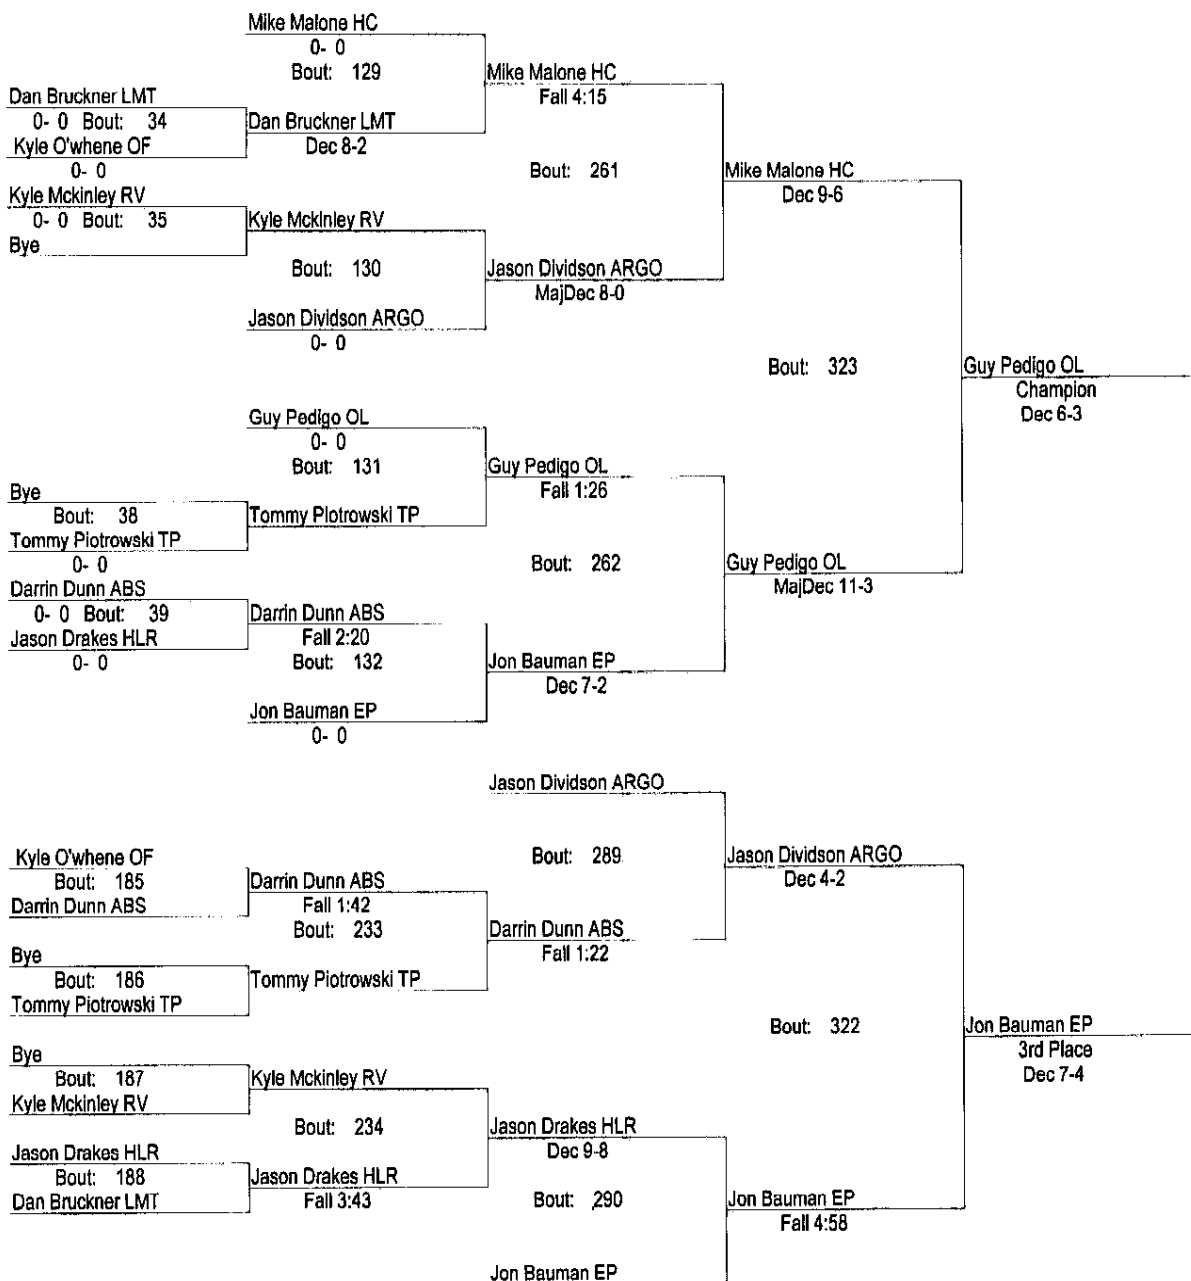 Mike Malone HC
0- 0
Bout: 129
Mike Malone HC
Fall 4:15
Dan Bruckner LMT
0- 0 Bout: 34
Dan Bruckner LMT
Dec 8-2
Kyle O'whene OF
0- 0
Bout: 261
Mike Malone HC
Dec 9-6
Kyle Mckinley RV
0- 0 Bout: 35
Kyle Mckinley RV
Bye
Bout: 130
Jason Dividson ARGO
MajDec 8-0
Jason Dividson ARGO
0- 0
Bout: 323
Guy Pedigo OL
Champion
Dec 6-3
Guy Pedigo OL
0- 0
Bout: 131
Guy Pedigo OL
Fall 1:26
Bye
Bout: 38
Tommy Piotrowski TP
Tommy Piotrowski TP
0- 0
Bout: 262
Guy Pedigo OL
MajDec 11-3
Darrin Dunn ABS
0- 0 Bout: 39
Darrin Dunn ABS
Fall 2:20
Jason Drakes HLR
0- 0
Bout: 132
Jon Bauman EP
Dec 7-2
Jon Bauman EP
0- 0
Jason Dividson ARGO
Bout: 289
Jason Dividson ARGO
Dec 4-2
Kyle O'whene OF
Bout: 185
Darrin Dunn ABS
Darrin Dunn ABS
Fall 1:42
Bout: 233
Darrin Dunn ABS
Fall 1:22
Bye
Bout: 186
Tommy Piotrowski TP
Tommy Piotrowski TP
Bout: 322
Jon Bauman EP
3rd Place
Dec 7-4
Bye
Bout: 187
Kyle Mckinley RV
Kyle Mckinley RV
Bout: 234
Jason Drakes HLR
Dec 9-8
Jason Drakes HLR
Bout: 188
Jason Drakes HLR
Fall 3:43
Dan Bruckner LMT
Bout: 290
Jon Bauman EP
Fall 4:58
Jon Bauman EP